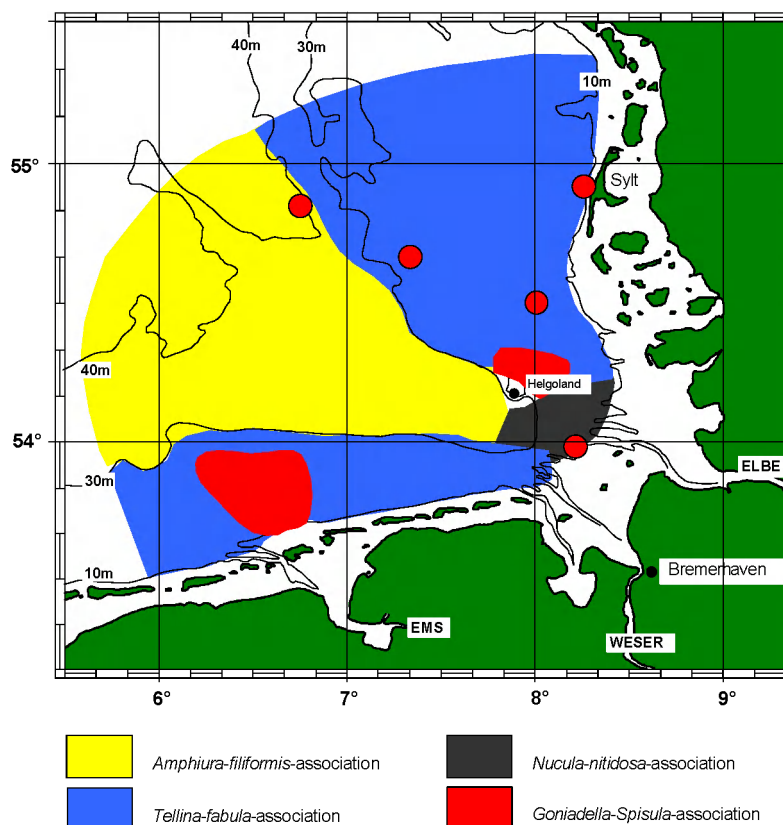 40m
30m
10m
55°
Sylt
Helgoland
40m
54°
30m
ELBE
10m
Bremerhaven
EMS
WESER
6°
7°
8°
9°
Amphiura-filiformis-association
Nucula-nitidosa-association
Tellina-fabula-association
Goniadella-Spisula-association